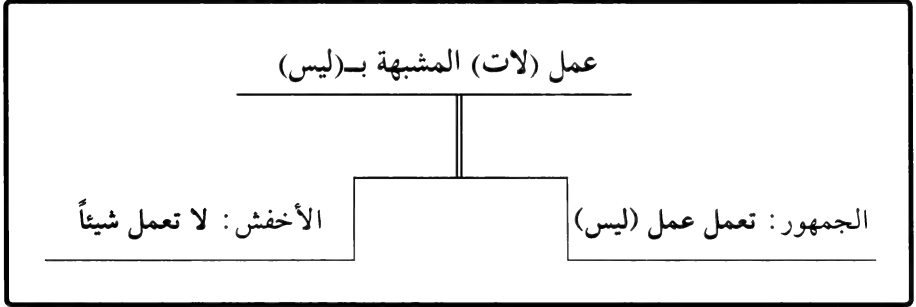 عمل (لات) المشبهة بـ(ليس)
الجمهور: تعمل عمل (ليس)
الأخفش: لا تعمل شيئاً